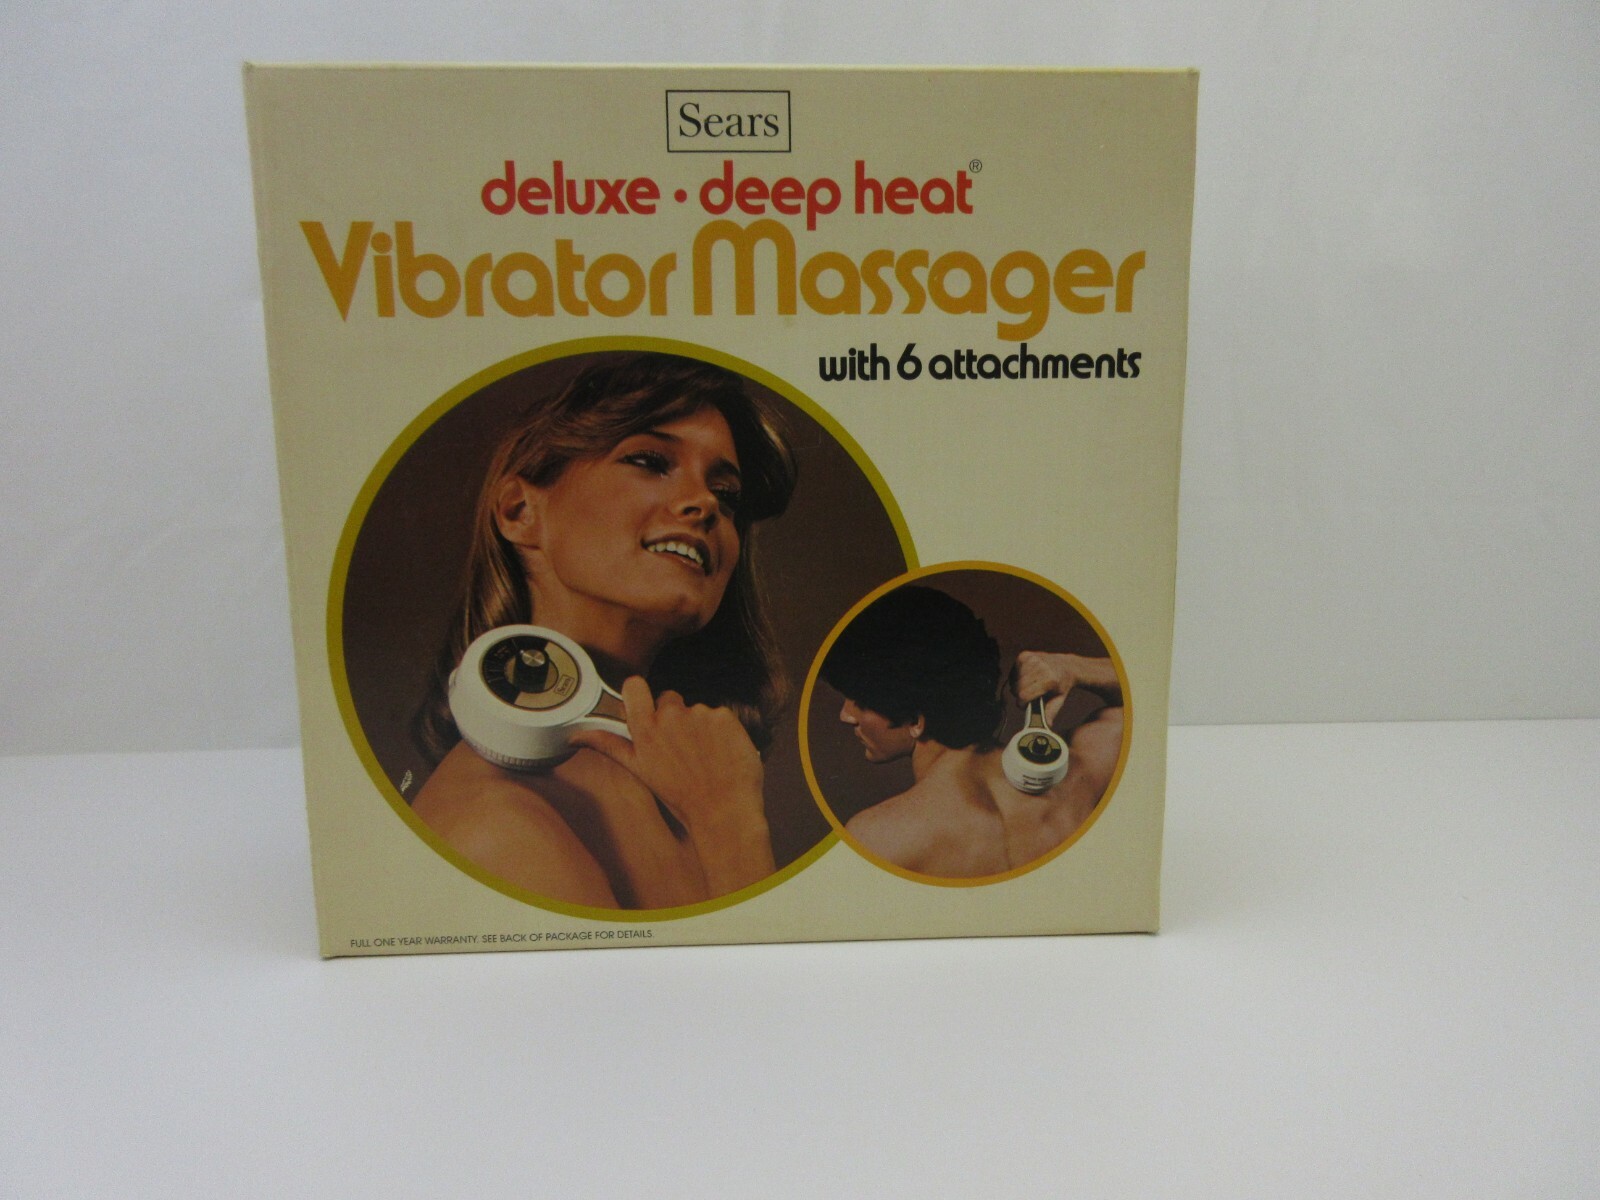 Sears
deluxe • deep heat®
Vibrator Massager
with 6 attachments
Sears
FULL ONE YEAR WARRANTY. SEE BACK OF PACKAGE FOR DETAILS.